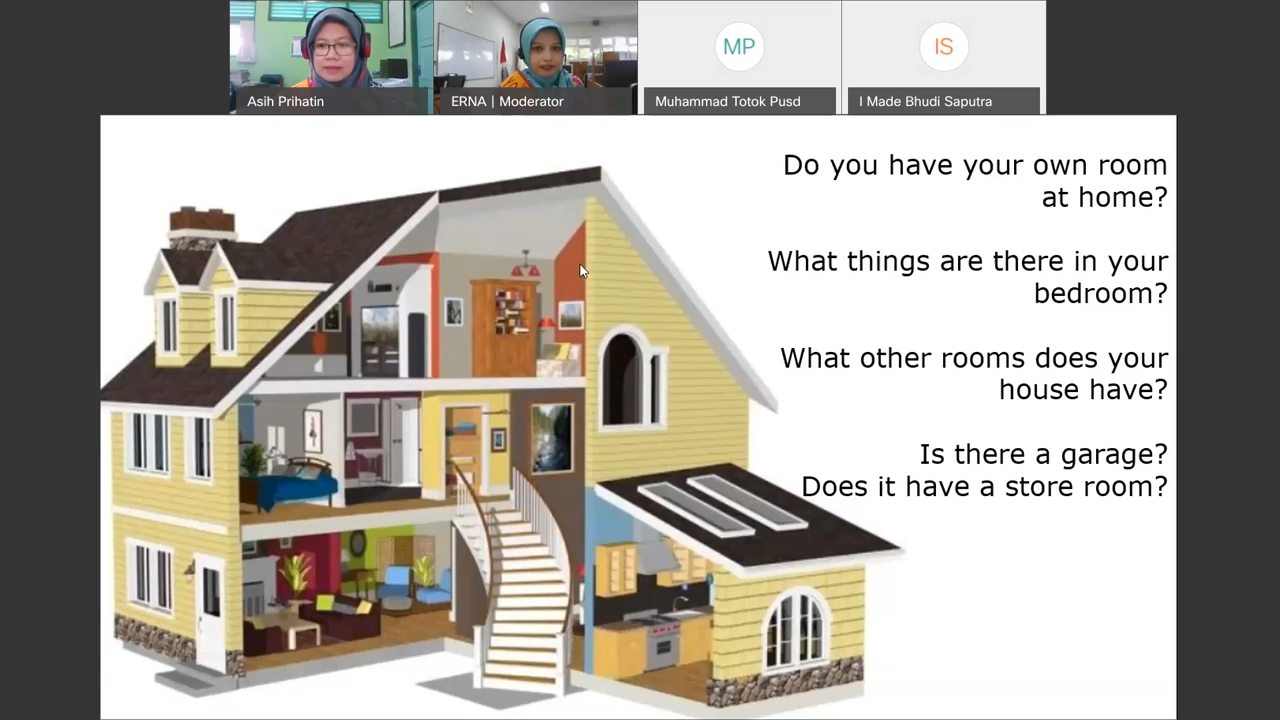 MP
IS
Asih Prihatin
ERNA | Moderator
Muhammad Totok Pusd
I Made Bhudi Saputra
Do you have your own room
at home?
What things are there in your
bedroom?
What other rooms does your
house have?
Is there a garage?
Does it have a store room?